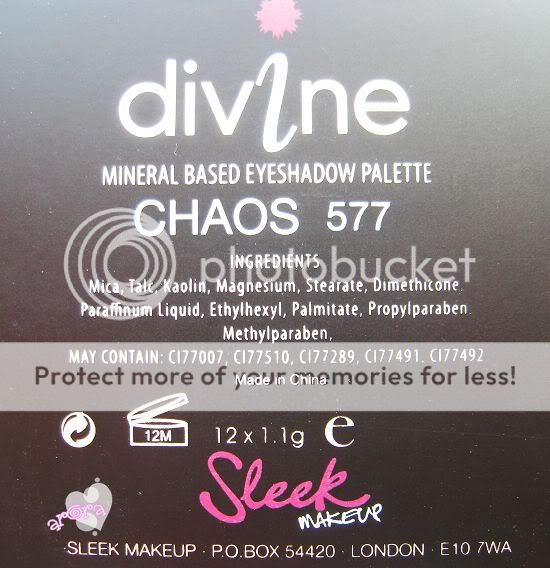 divine
MINERAL BASED EYESHADOW PALETTE
CHAOS 577
photobucket
INGREDIENTS
Mica, Talc, Kaolin, Magnesium, Stearate, Dimethicone.
Paraffinum Liquid, Ethylhexyl, Palmitate, Propylparaben.
Methylparaben.
MAY CONTAIN: CI77007, CI77510, CI77289, CI77491. CI77492
Protect more of your memories for less!
Made in China
12M
12 x 1.1g e
Sleek
MAKEUP
SLEEK MAKEUP · P.O.BOX 54420 · LONDON · E10 7WA